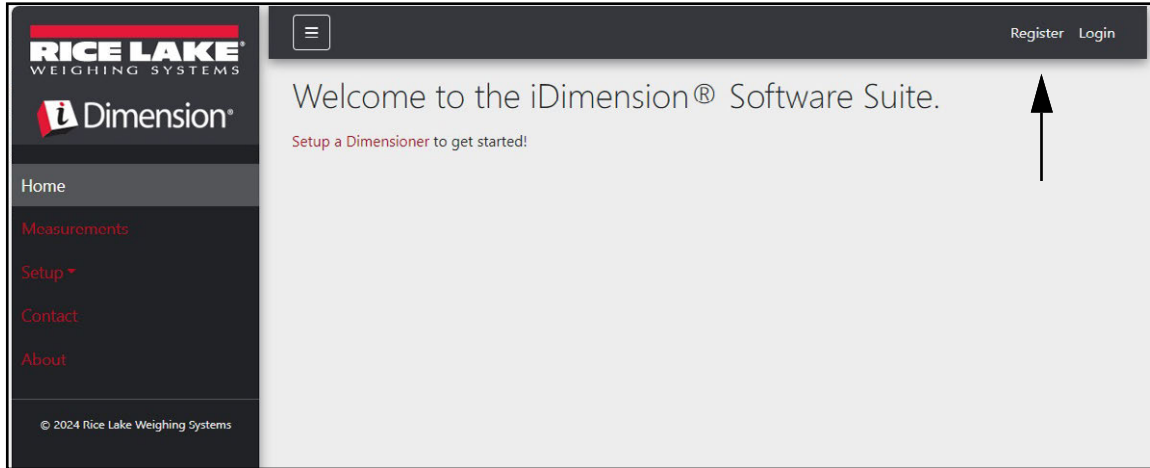 RICE LAKE®
WEIGHING SYSTEMS
i Dimension®
Home
Measurements
Setup
Contact
About
© 2024 Rice Lake Weighing Systems
Register Login
Welcome to the iDimension® Software Suite.
Setup a Dimensioner to get started!